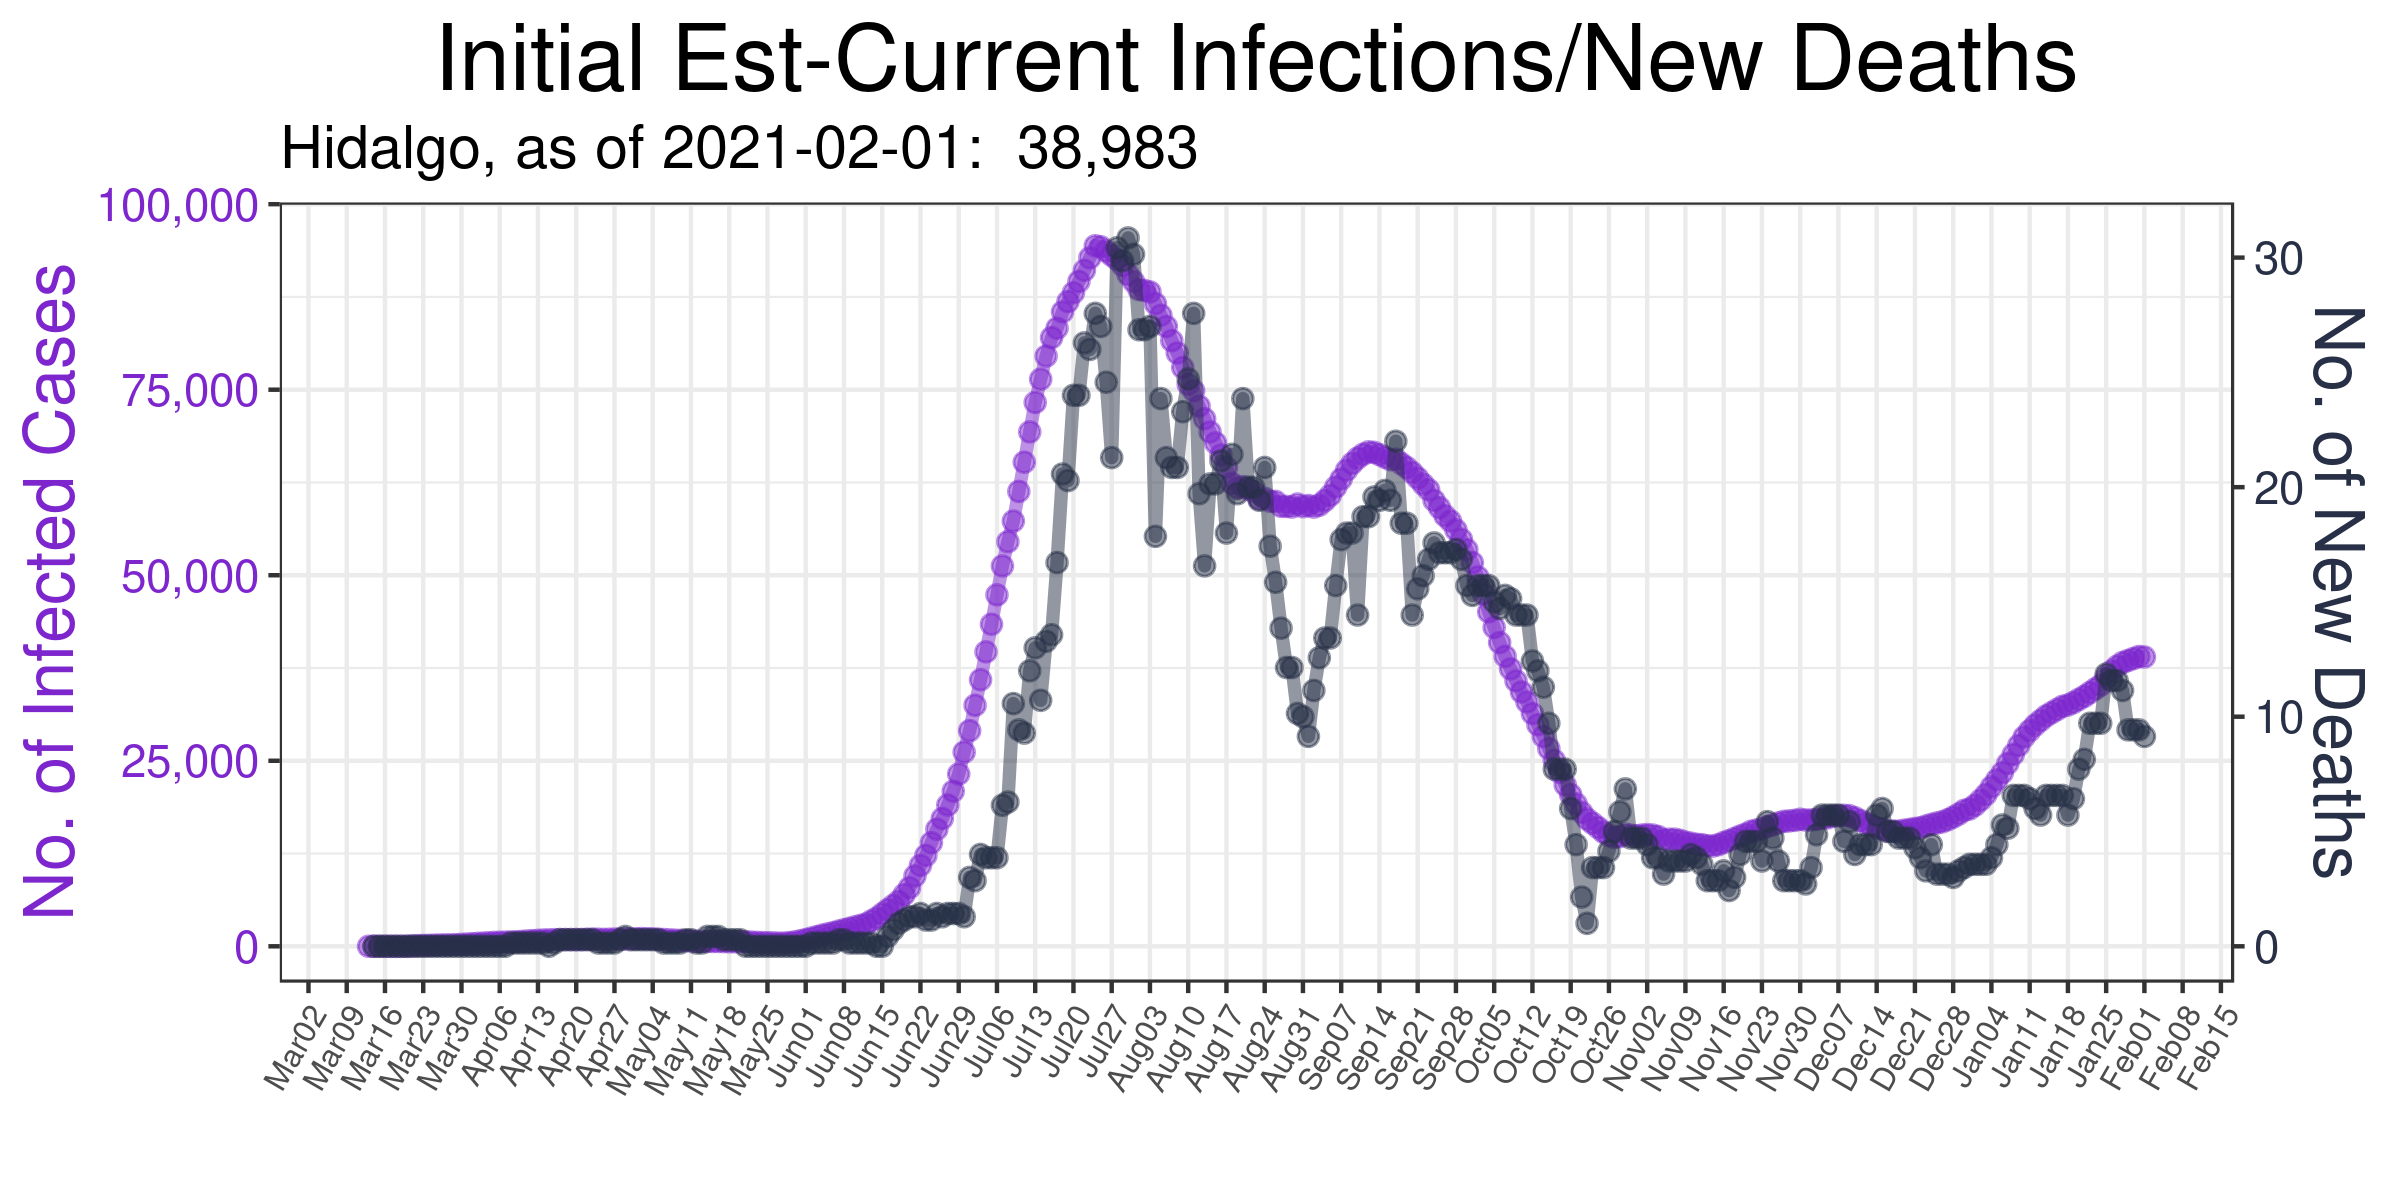 Initial Est-Current Infections/New Deaths
Hidalgo, as of 2021-02-01:  38,983
No. of Infected Cases
100,000
75,000
50,000
25,000
0
30
20
10
0
No. of New Deaths
Mar02
Mar09
Mar16
Mar23
Mar30
Apr06
Apr13
Apr20
Apr27
May04
May11
May18
May25
Jun01
Jun08
Jun15
Jun22
Jun29
Jul06
Jul13
Jul20
Jul27
Aug03
Aug10
Aug17
Aug24
Aug31
Sep07
Sep14
Sep21
Sep28
Oct05
Oct12
Oct19
Oct26
Nov02
Nov09
Nov16
Nov23
Nov30
Dec07
Dec14
Dec21
Dec28
Jan04
Jan11
Jan18
Jan25
Feb01
Feb08
Feb15